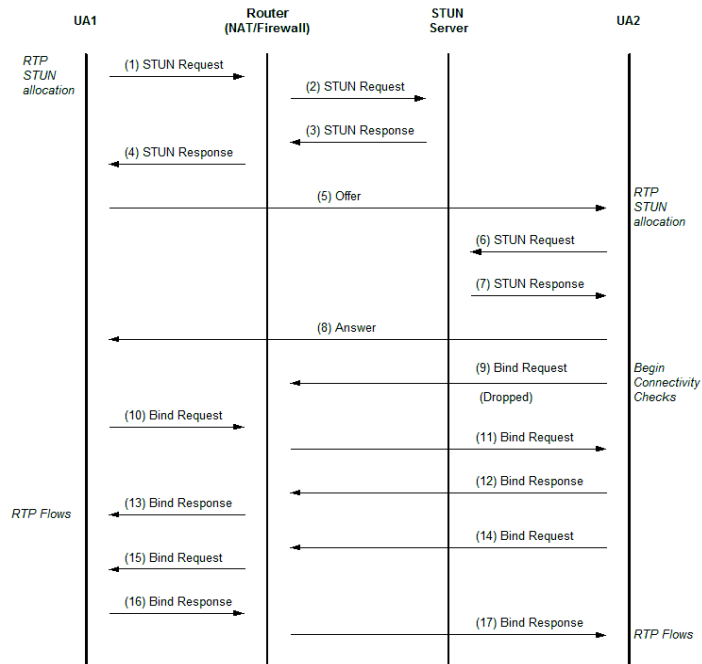 UA1
Router
(NAT/Firewall)
STUN
Server
UA2
RTP
STUN
allocation
(1) STUN Request
(2) STUN Request
(3) STUN Response
(4) STUN Response
(5) Offer
RTP
STUN
allocation
(6) STUN Request
(7) STUN Response
(8) Answer
(9) Bind Request
(Dropped)
Begin
Connectivity
Checks
(10) Bind Request
(11) Bind Request
(12) Bind Response
(13) Bind Response
RTP Flows
(14) Bind Request
(15) Bind Request
(16) Bind Response
(17) Bind Response
RTP Flows